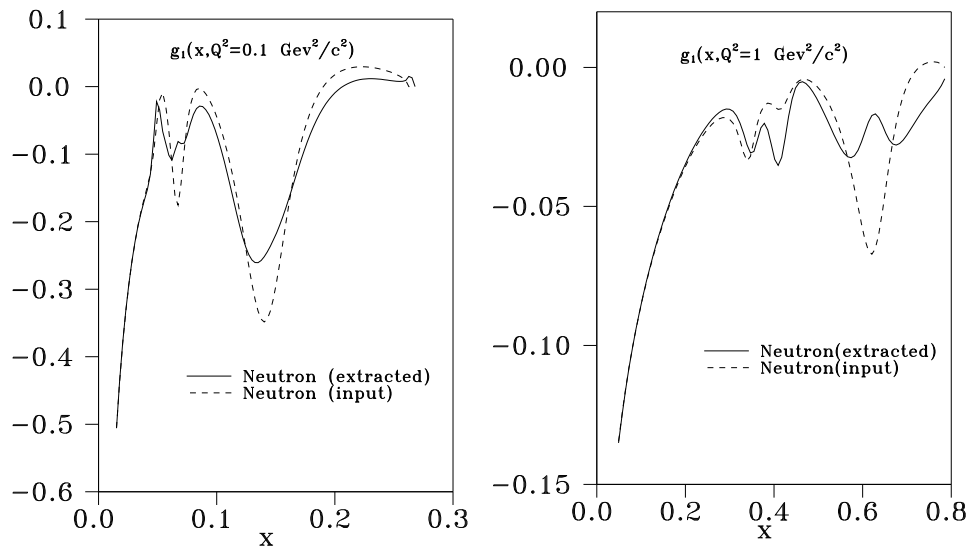 0.1
0.0
−0.1
−0.2
−0.3
−0.4
−0.5
−0.6
0.0 0.1 0.2 0.3
x
g₁(x,Q²=0.1 Gev²/c²)
Neutron (extracted)
Neutron (input)
0.00
−0.05
−0.10
−0.15
0.0 0.2 0.4 0.6 0.8
x
g₁(x,Q²=1 Gev²/c²)
Neutron(extracted)
Neutron(input)